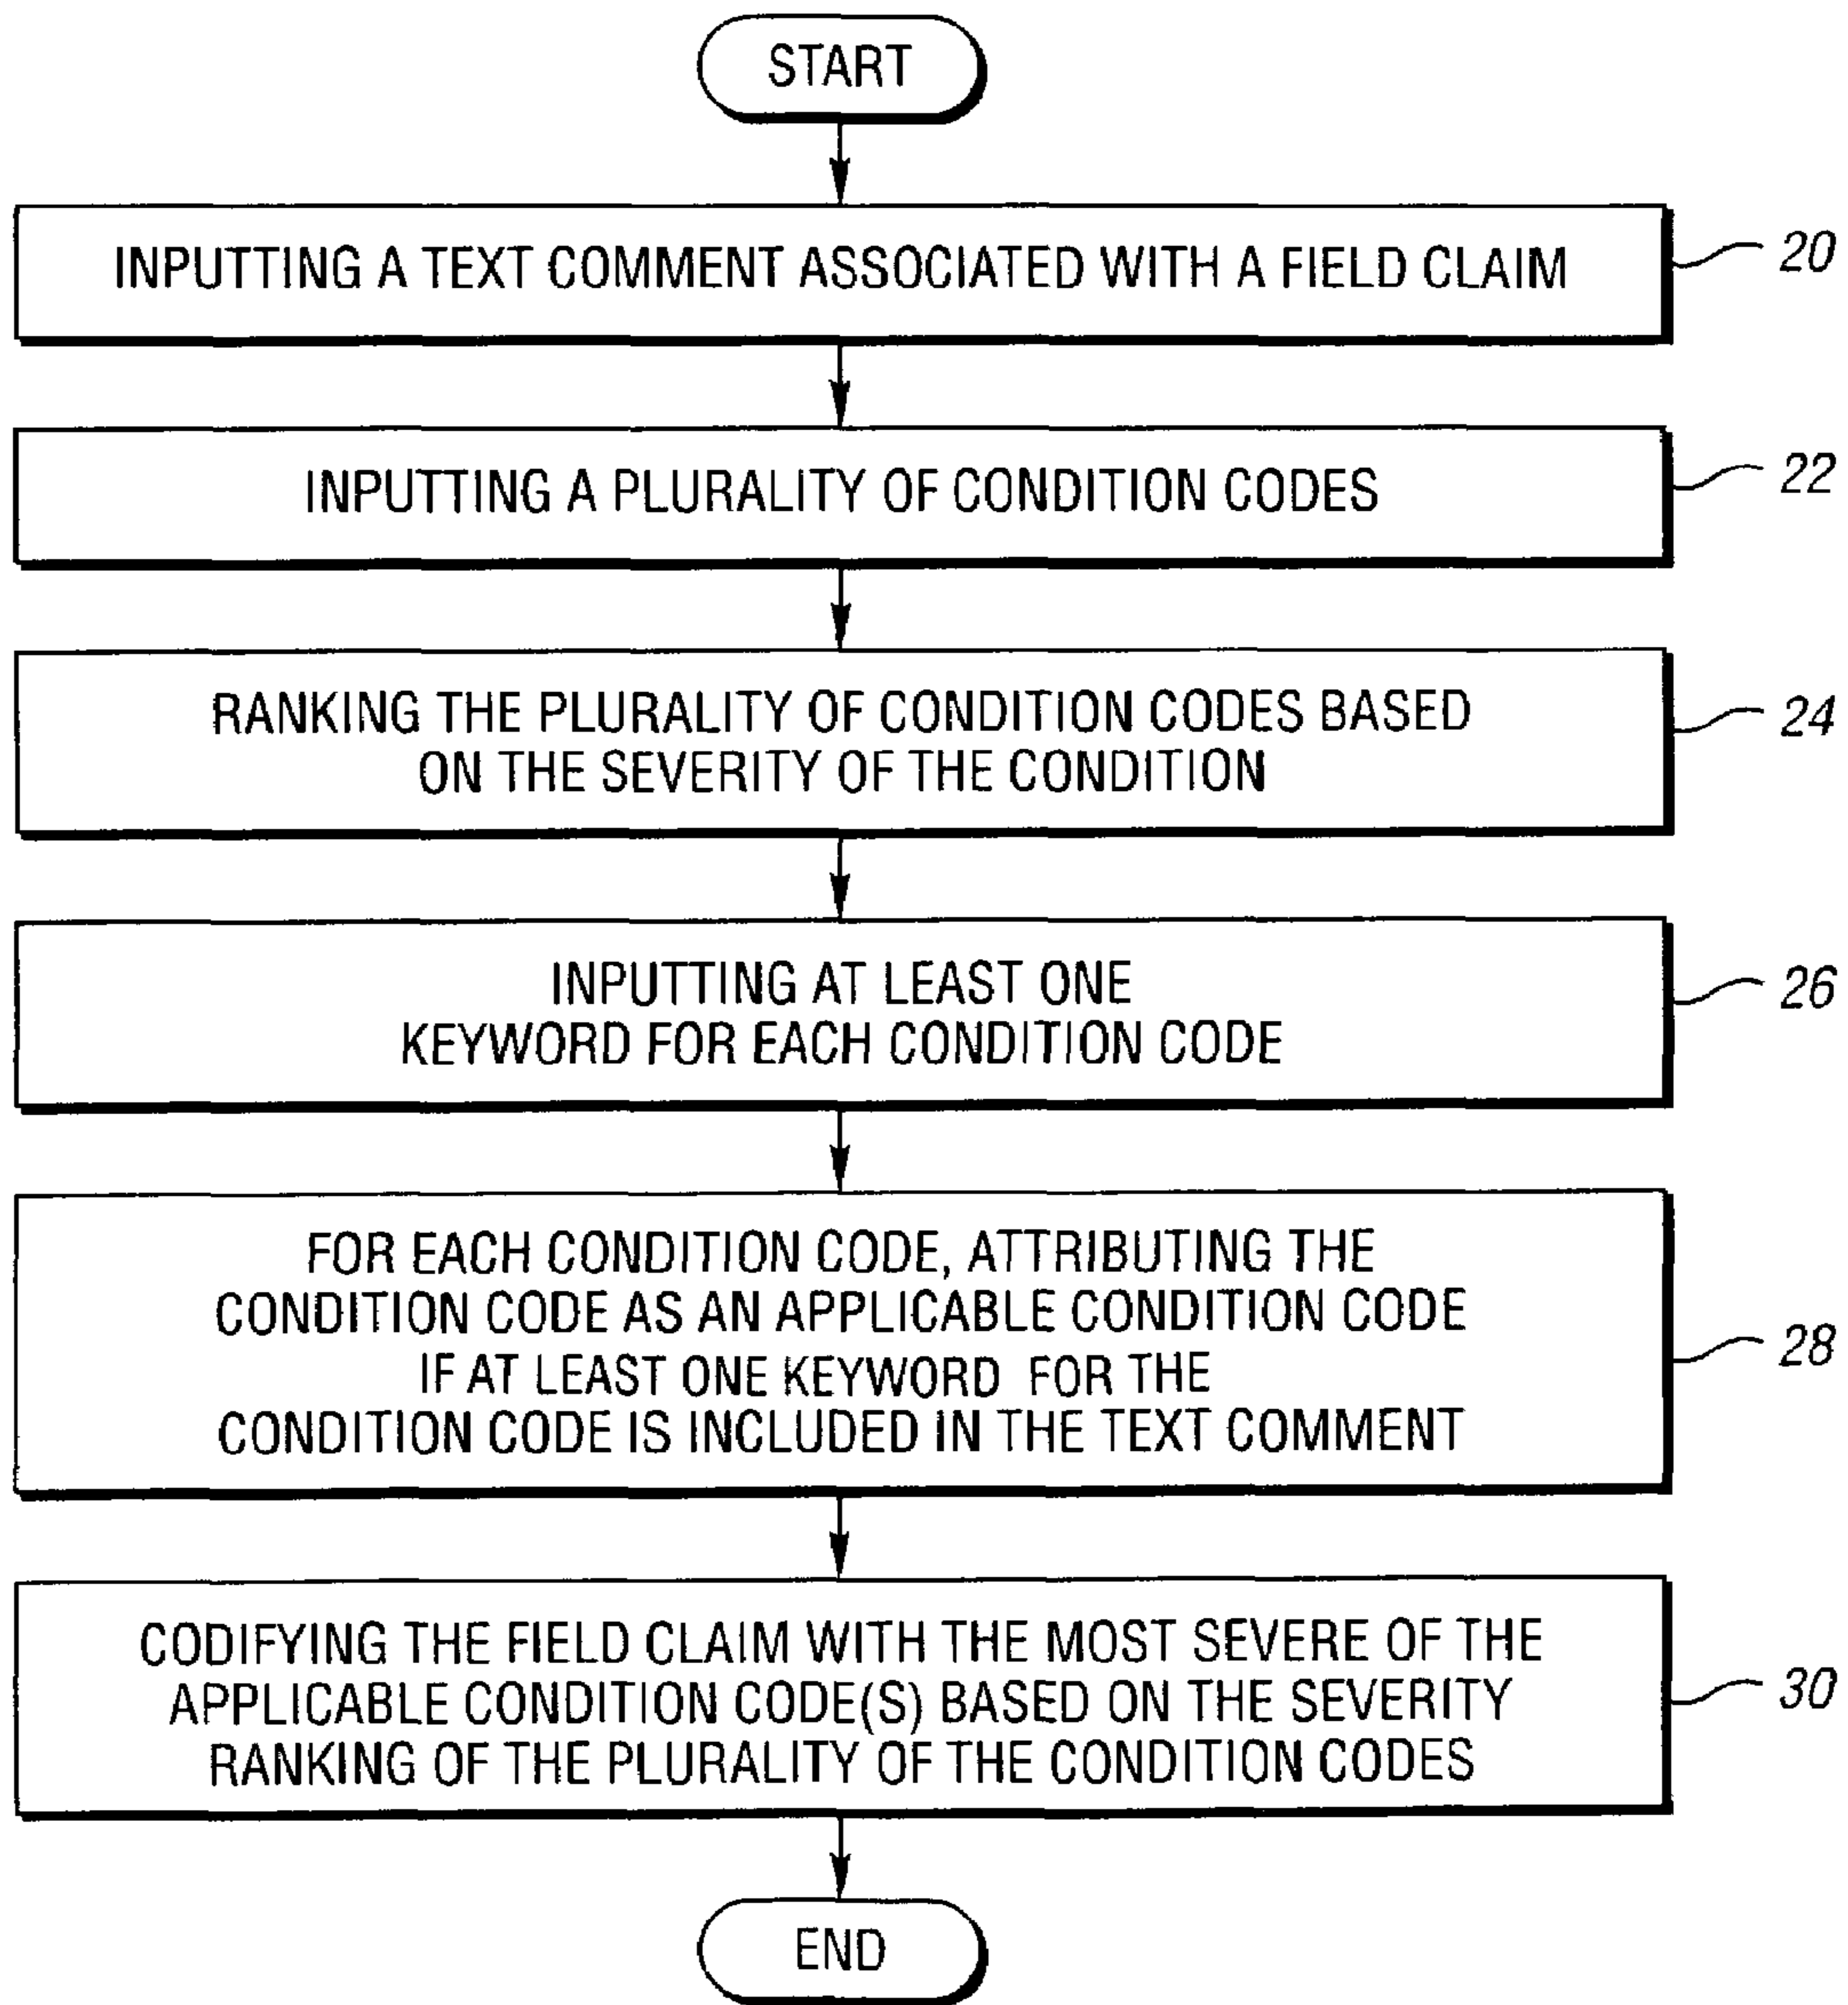 START
INPUTTING A TEXT COMMENT ASSOCIATED WITH A FIELD CLAIM
20
INPUTTING A PLURALITY OF CONDITION CODES
22
RANKING THE PLURALITY OF CONDITION CODES BASED
ON THE SEVERITY OF THE CONDITION
24
INPUTTING AT LEAST ONE
KEYWORD FOR EACH CONDITION CODE
26
FOR EACH CONDITION CODE, ATTRIBUTING THE
CONDITION CODE AS AN APPLICABLE CONDITION CODE
IF AT LEAST ONE KEYWORD FOR THE
CONDITION CODE IS INCLUDED IN THE TEXT COMMENT
28
CODIFYING THE FIELD CLAIM WITH THE MOST SEVERE OF THE
APPLICABLE CONDITION CODE(S) BASED ON THE SEVERITY
RANKING OF THE PLURALITY OF THE CONDITION CODES
30
END